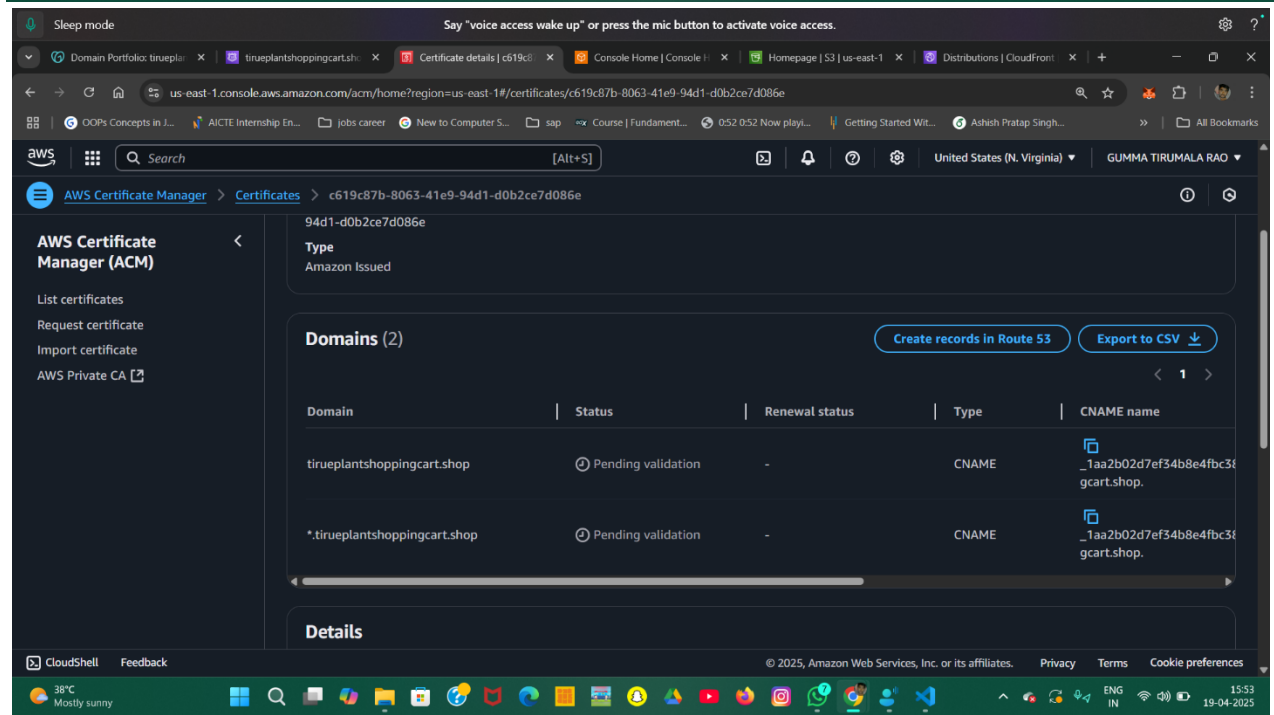 Sleep mode
Say "voice access wake up" or press the mic button to activate voice access.
Domain Portfolio: tirueplan
tirueplantshoppingcart.sho
Certificate details | c619c87
Console Home | Console H
Homepage | S3 | us-east-1
Distributions | CloudFront
us-east-1.console.aws.amazon.com/acm/home?region=us-east-1#/certificates/c619c87b-8063-41e9-94d1-d0b2ce7d086e
OOPs Concepts in J...
AICTE Internship En...
jobs career
New to Computer S...
sap
Course | Fundament...
0:52 0:52 Now playi...
Getting Started Wit...
Ashish Pratap Singh...
»
All Bookmarks
aws
Search
[Alt+S]
United States (N. Virginia)
GUMMA TIRUMALA RAO
AWS Certificate Manager > Certificates > c619c87b-8063-41e9-94d1-d0b2ce7d086e
AWS Certificate
Manager (ACM)
List certificates
Request certificate
Import certificate
AWS Private CA
94d1-d0b2ce7d086e
Type
Amazon Issued
Domains (2)
Create records in Route 53
Export to CSV
< 1 >
Domain Status Renewal status Type CNAME name
tirueplantshoppingcart.shop Pending validation - CNAME _1aa2b02d7ef34b8e4fbc38
gcart.shop.
*.tirueplantshoppingcart.shop Pending validation - CNAME _1aa2b02d7ef34b8e4fbc38
gcart.shop.
Details
CloudShell Feedback
© 2025, Amazon Web Services, Inc. or its affiliates. Privacy Terms Cookie preferences
38°C
Mostly sunny
ENG
IN
15:53
19-04-2025